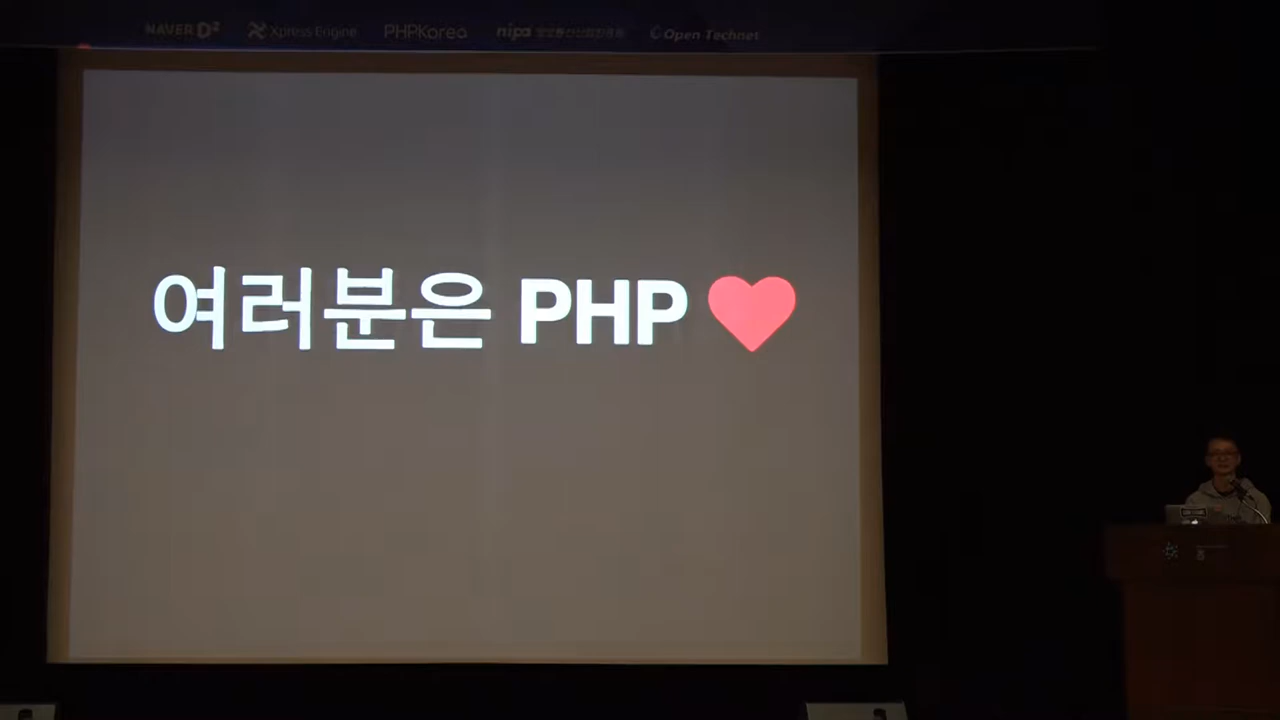 NAVER D2 Xpress Engine PHPKorea nipa Open Technet
여러분은 PHP ❤